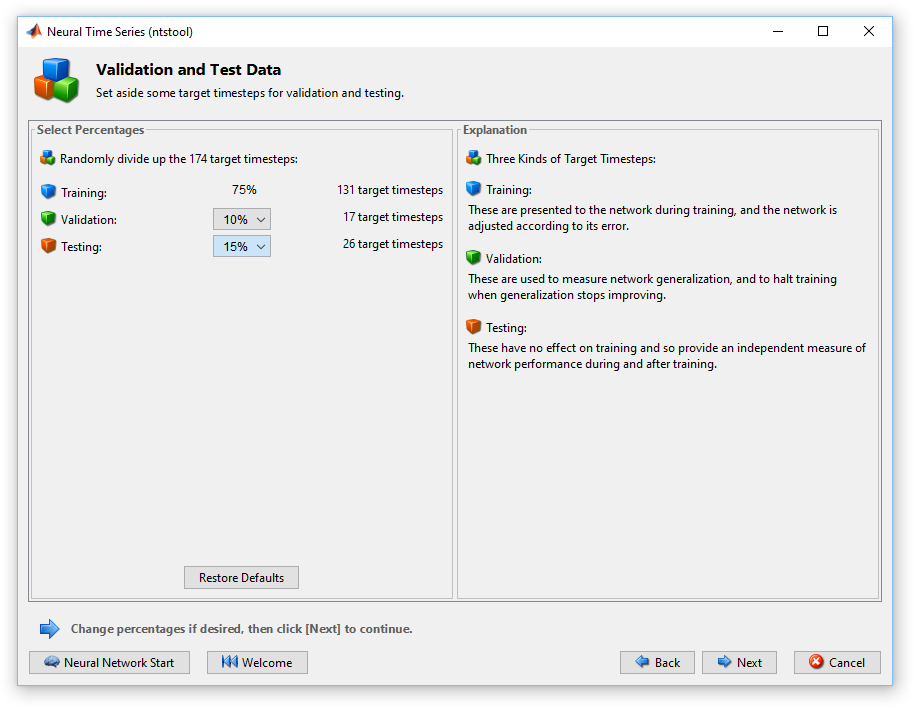 Neural Time Series (ntstool)
Validation and Test Data
Set aside some target timesteps for validation and testing.
Select Percentages
Randomly divide up the 174 target timesteps:
Training: 75% 131 target timesteps
Validation: 10% 17 target timesteps
Testing: 15% 26 target timesteps
Restore Defaults
Explanation
Three Kinds of Target Timesteps:
Training:
These are presented to the network during training, and the network is
adjusted according to its error.
Validation:
These are used to measure network generalization, and to halt training
when generalization stops improving.
Testing:
These have no effect on training and so provide an independent measure of
network performance during and after training.
Change percentages if desired, then click [Next] to continue.
Neural Network Start Welcome Back Next Cancel